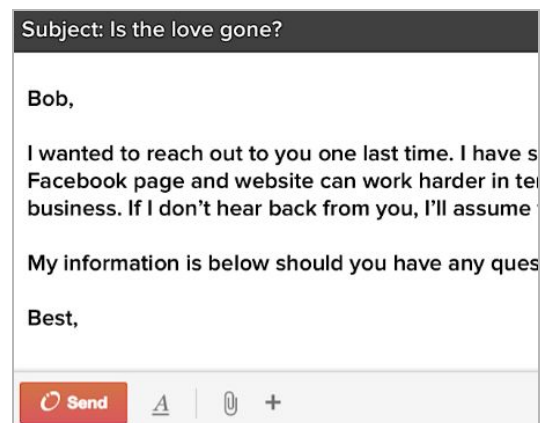 Subject: Is the love gone?
Bob,
I wanted to reach out to you one last time. I have
Facebook page and website can work harder in
business. If I don’t hear back from you, I’ll assume
My information is below should you have any
Best,
Send
A